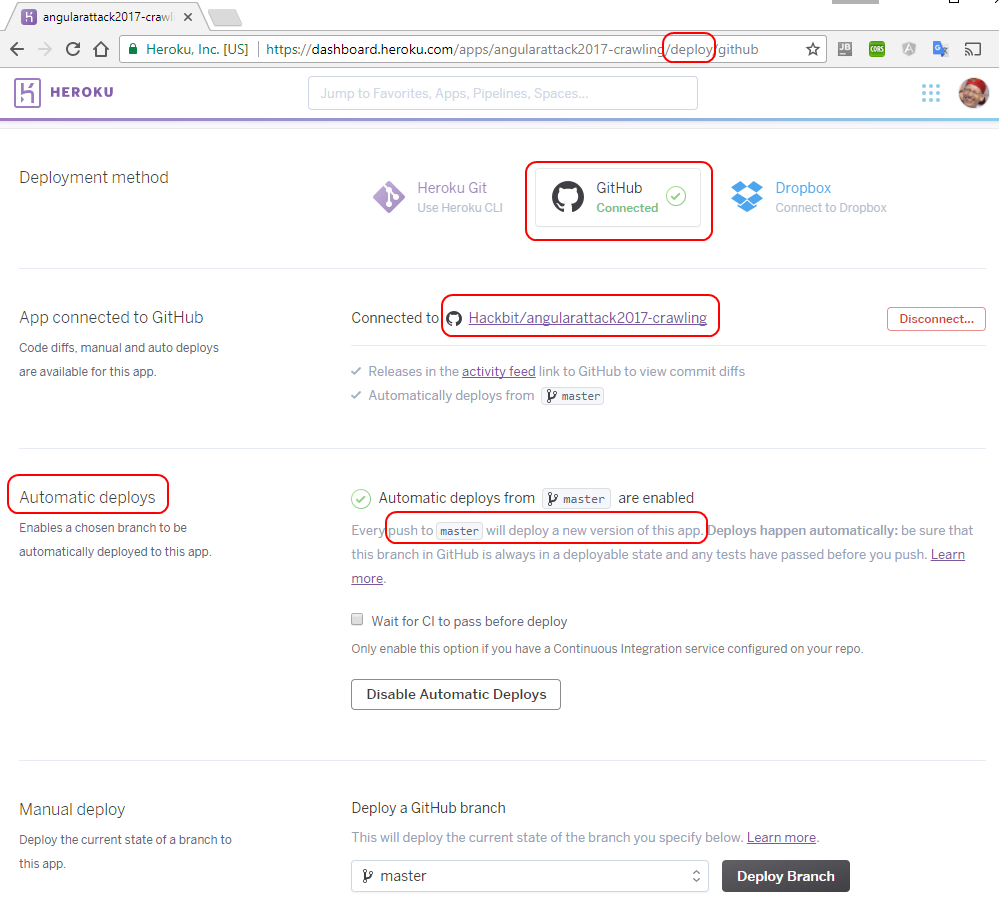 angularattack2017-crawl
Heroku, Inc. [US] https://dashboard.heroku.com/apps/angularattack2017-crawling/deploy/github
JB
CORS
HEROKU
Jump to Favorites, Apps, Pipelines, Spaces...
Deployment method
Heroku Git
Use Heroku CLI
GitHub
Connected
Dropbox
Connect to Dropbox
App connected to GitHub
Code diffs, manual and auto deploys
are available for this app.
Connected to Hackbit/angularattack2017-crawling
Disconnect...
Releases in the activity feed link to GitHub to view commit diffs
Automatically deploys from master
Automatic deploys
Enables a chosen branch to be
automatically deployed to this app.
Automatic deploys from master are enabled
Every push to master will deploy a new version of this app. Deploys happen automatically: be sure that
this branch in GitHub is always in a deployable state and any tests have passed before you push. Learn
more.
Wait for CI to pass before deploy
Only enable this option if you have a Continuous Integration service configured on your repo.
Disable Automatic Deploys
Manual deploy
Deploy the current state of a branch to
this app.
Deploy a GitHub branch
This will deploy the current state of the branch you specify below. Learn more.
master
Deploy Branch